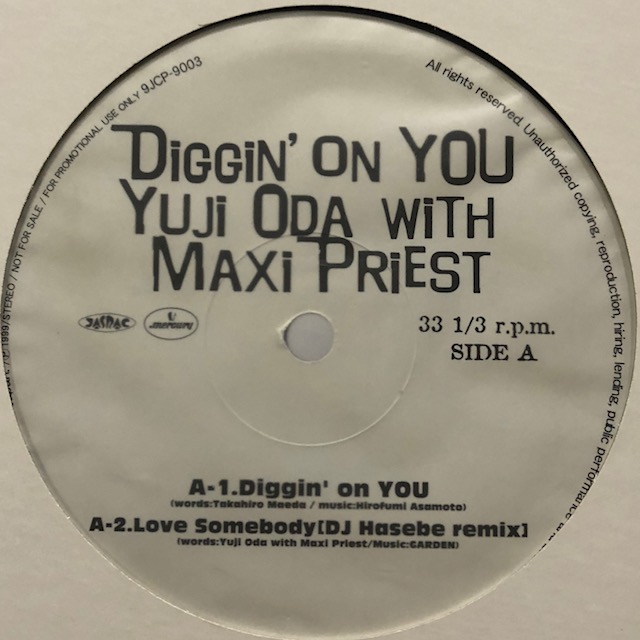 / 1999/STEREO / NOT FOR SALE / FOR PROMOTIONAL USE ONLY 9JCP-9003
All rights reserved. Unauthorized copying, reproduction, hiring, lending, public performance
DiGGiN' ON YOU
YUJi ODA WiTH
MAXi PRiEST
JASRAC mercury
33 1/3 r.p.m.
SIDE A
A-1.Diggin' on YOU
(words:Takahiro Maeda / music:Hirofumi Asamoto)
A-2.Love Somebody[DJ Hasebe remix]
(words:Yuji Oda with Maxi Priest/Music:GARDEN)